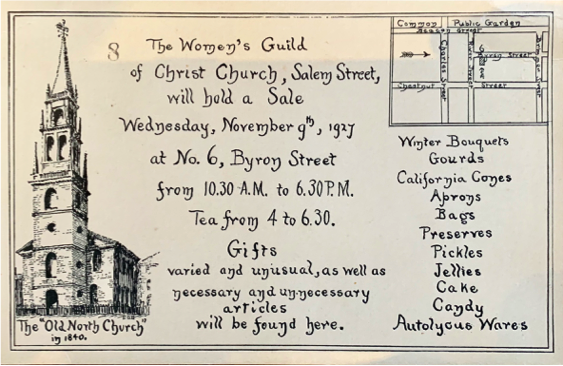 8
The Women's Guild
of Christ Church, Salem Street,
will hold a Sale
Wednesday, November 9th, 1927
at No. 6, Byron Street
from 10.30 A.M. to 6.30 P.M.
Tea from 4 to 6.30.
Gifts
varied and unusual, as well as
necessary and un-necessary
articles
will be found here.
The "Old North Church"
in 1840.
Common Public Garden
Beacon Street
Charles Street
Byron Street
Chestnut Street
Winter Bouquets
Gourds
California Cones
Aprons
Bags
Preserves
Pickles
Jellies
Cake
Candy
Autolycus Wares